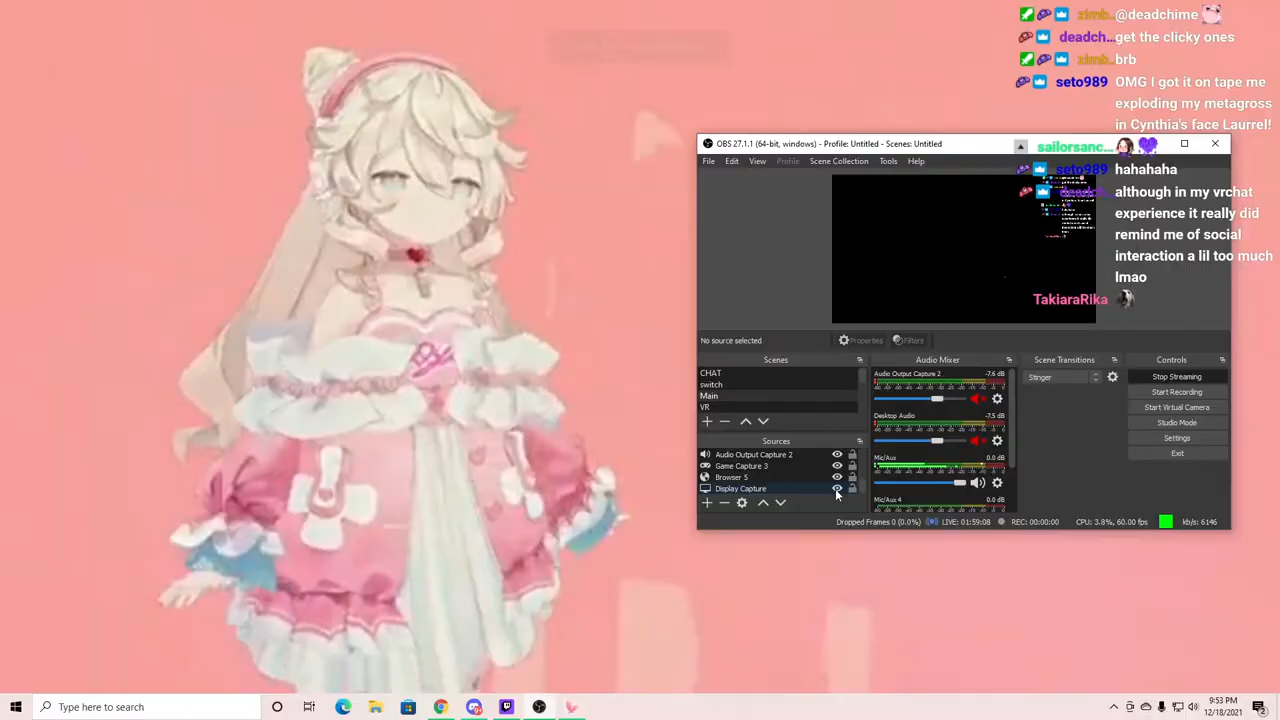 zimb.. @deadchime
deadch... get the clicky ones
zimb.. brb
seto989 OMG I got it on tape me
exploding my metagross
in Cynthia's face Laurrel!
OBS 27.1.1 (64-bit, windows) - Profile: Untitled - Scenes: Untitled
sailorsanc...
File Edit View Profile Scene Collection Tools Help
seto989 hahahaha
although in my vrchat
experience it really did
remind me of social
interaction a lil too much
lmao
TakiaraRika
No source selected Properties Filters
Scenes Audio Mixer Scene Transitions Controls
CHAT
switch
Main
VR
Audio Output Capture 2 -7.6 dB
Stinger
Stop Streaming
Start Recording
Start Virtual Camera
Studio Mode
Settings
Exit
Desktop Audio -7.5 dB
Sources
Audio Output Capture 2
Game Capture 3
Browser 5
Display Capture
Mic/Aux 0.0 dB
Mic/Aux 4 0.0 dB
Dropped Frames 0 (0.0%) LIVE: 01:59:08 REC: 00:00:00 CPU: 3.8%, 60.00 fps kb/s: 6146
Type here to search
9:53 PM
12/18/2021